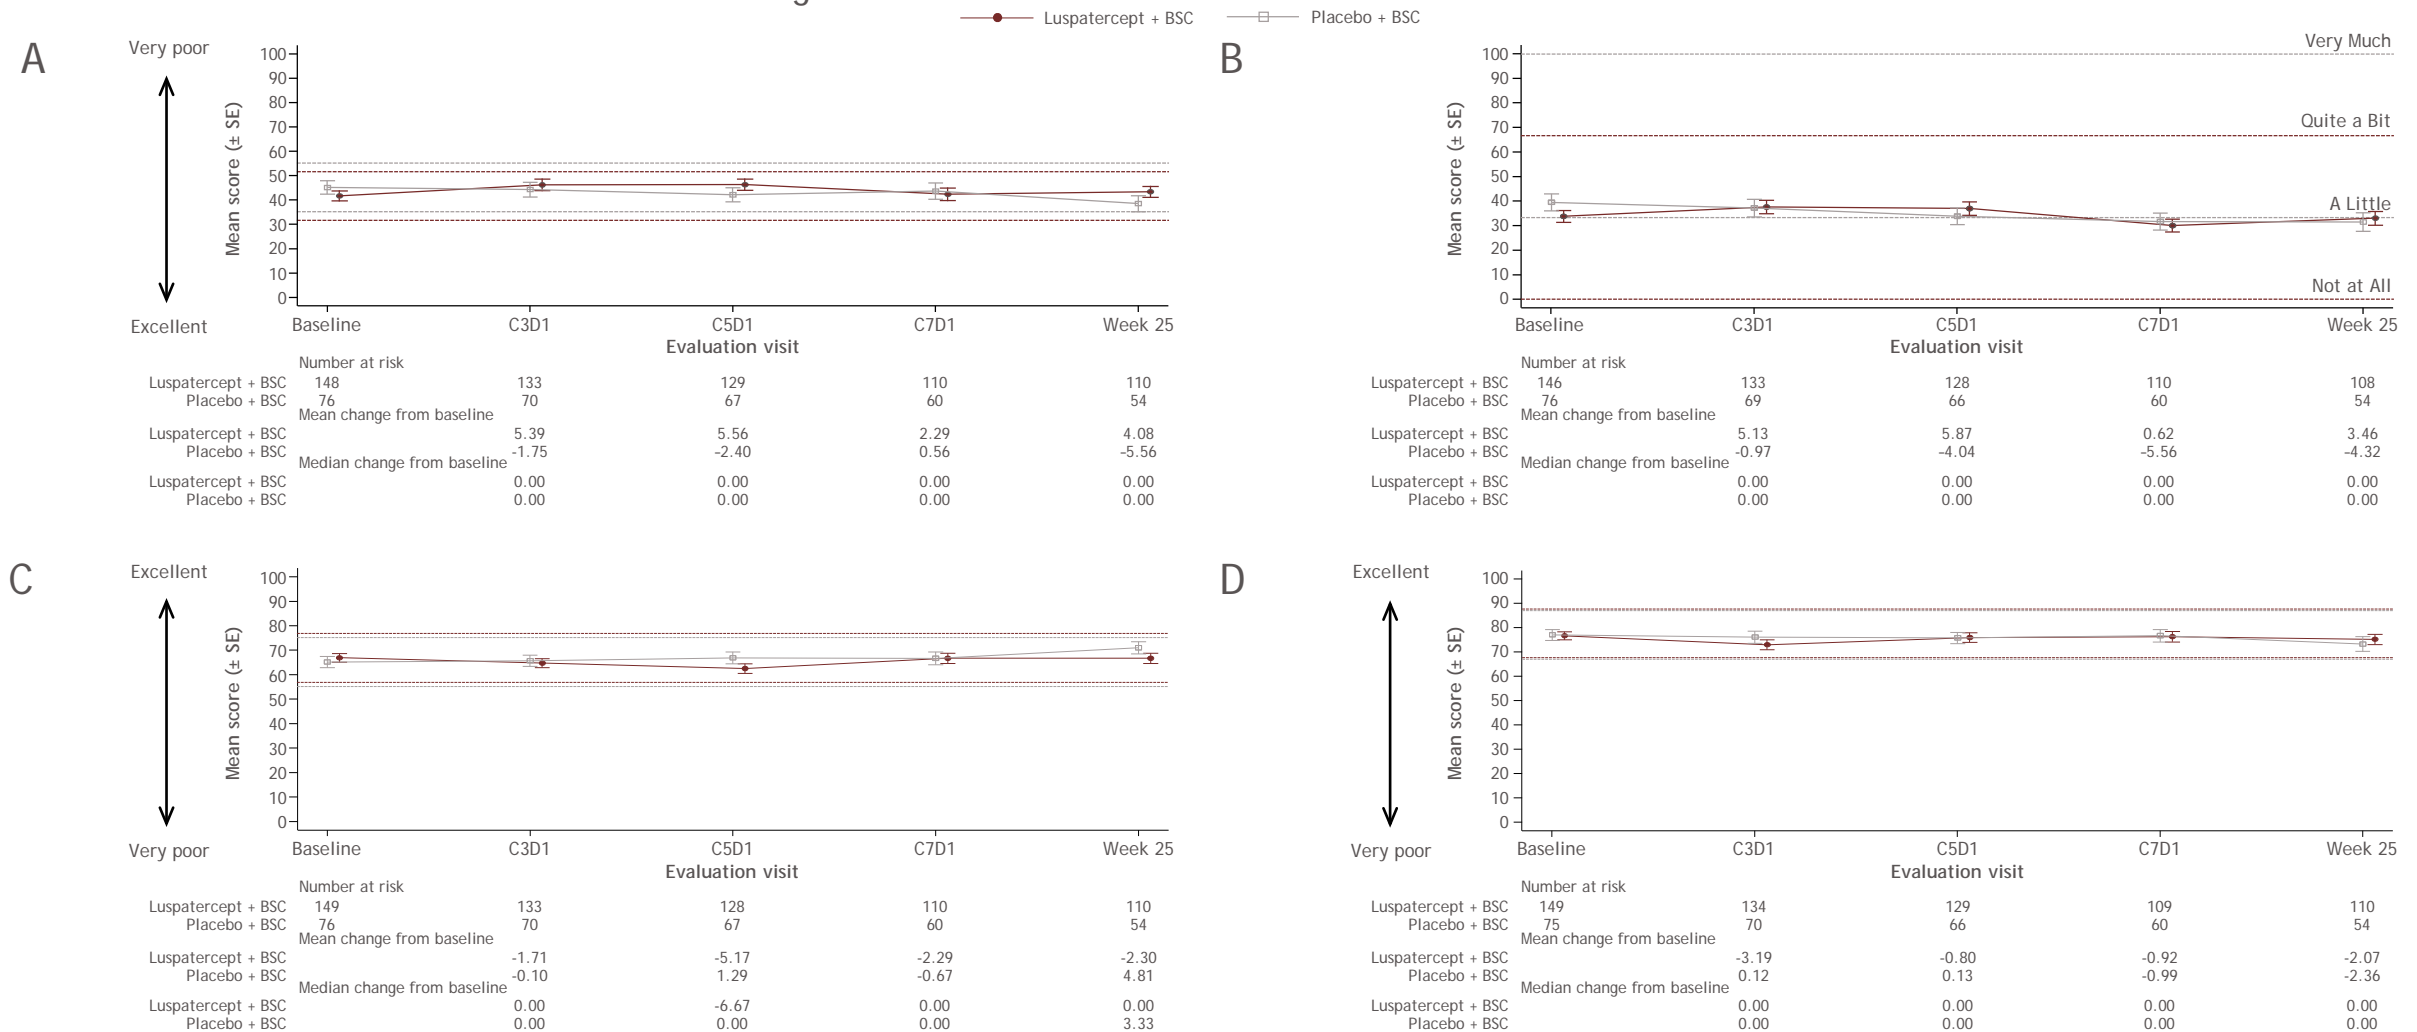 Luspatercept + BSC Placebo + BSC
A
Very poor
Excellent
Mean score (± SE)
100
90
80
70
60
50
40
30
20
10
0
Baseline C3D1 C5D1 C7D1 Week 25
Evaluation visit
Number at risk
Luspatercept + BSC 148 133 129 110 110
Placebo + BSC 76 70 67 60 54
Mean change from baseline
Luspatercept + BSC 5.39 5.56 2.29 4.08
Placebo + BSC -1.75 -2.40 0.56 -5.56
Median change from baseline
Luspatercept + BSC 0.00 0.00 0.00 0.00
Placebo + BSC 0.00 0.00 0.00 0.00
B
Mean score (± SE)
100
90
80
70
60
50
40
30
20
10
0
Very Much
Quite a Bit
A Little
Not at All
Baseline C3D1 C5D1 C7D1 Week 25
Evaluation visit
Number at risk
Luspatercept + BSC 146 133 128 110 108
Placebo + BSC 76 69 66 60 54
Mean change from baseline
Luspatercept + BSC 5.13 5.87 0.62 3.46
Placebo + BSC -0.97 -4.04 -5.56 -4.32
Median change from baseline
Luspatercept + BSC 0.00 0.00 0.00 0.00
Placebo + BSC 0.00 0.00 0.00 0.00
C
Excellent
Very poor
Mean score (± SE)
100
90
80
70
60
50
40
30
20
10
0
Baseline C3D1 C5D1 C7D1 Week 25
Evaluation visit
Number at risk
Luspatercept + BSC 149 133 128 110 110
Placebo + BSC 76 70 67 60 54
Mean change from baseline
Luspatercept + BSC -1.71 -5.17 -2.29 -2.30
Placebo + BSC -0.10 1.29 -0.67 4.81
Median change from baseline
Luspatercept + BSC 0.00 -6.67 0.00 0.00
Placebo + BSC 0.00 0.00 0.00 3.33
D
Excellent
Very poor
Mean score (± SE)
100
90
80
70
60
50
40
30
20
10
0
Baseline C3D1 C5D1 C7D1 Week 25
Evaluation visit
Number at risk
Luspatercept + BSC 149 134 129 109 110
Placebo + BSC 75 70 66 60 54
Mean change from baseline
Luspatercept + BSC -3.19 -0.80 -0.92 -2.07
Placebo + BSC 0.12 0.13 -0.99 -2.36
Median change from baseline
Luspatercept + BSC 0.00 0.00 0.00 0.00
Placebo + BSC 0.00 0.00 0.00 0.00